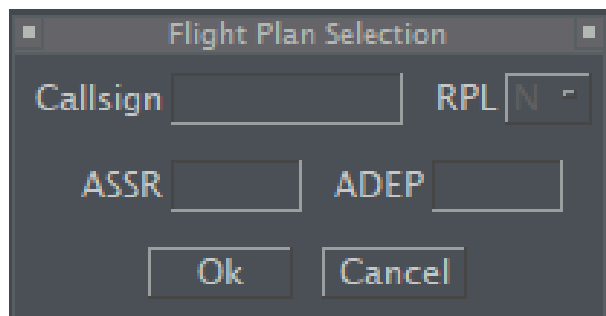 Flight Plan Selection
Callsign RPL N
ASSR ADEP
Ok Cancel